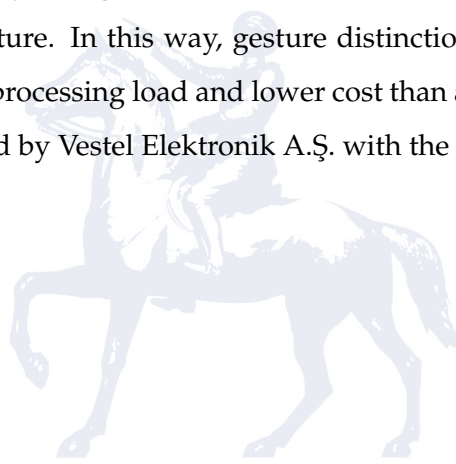 ture. In this way, gesture distinctio
processing load and lower cost than a
d by Vestel Elektronik A.Ş. with the